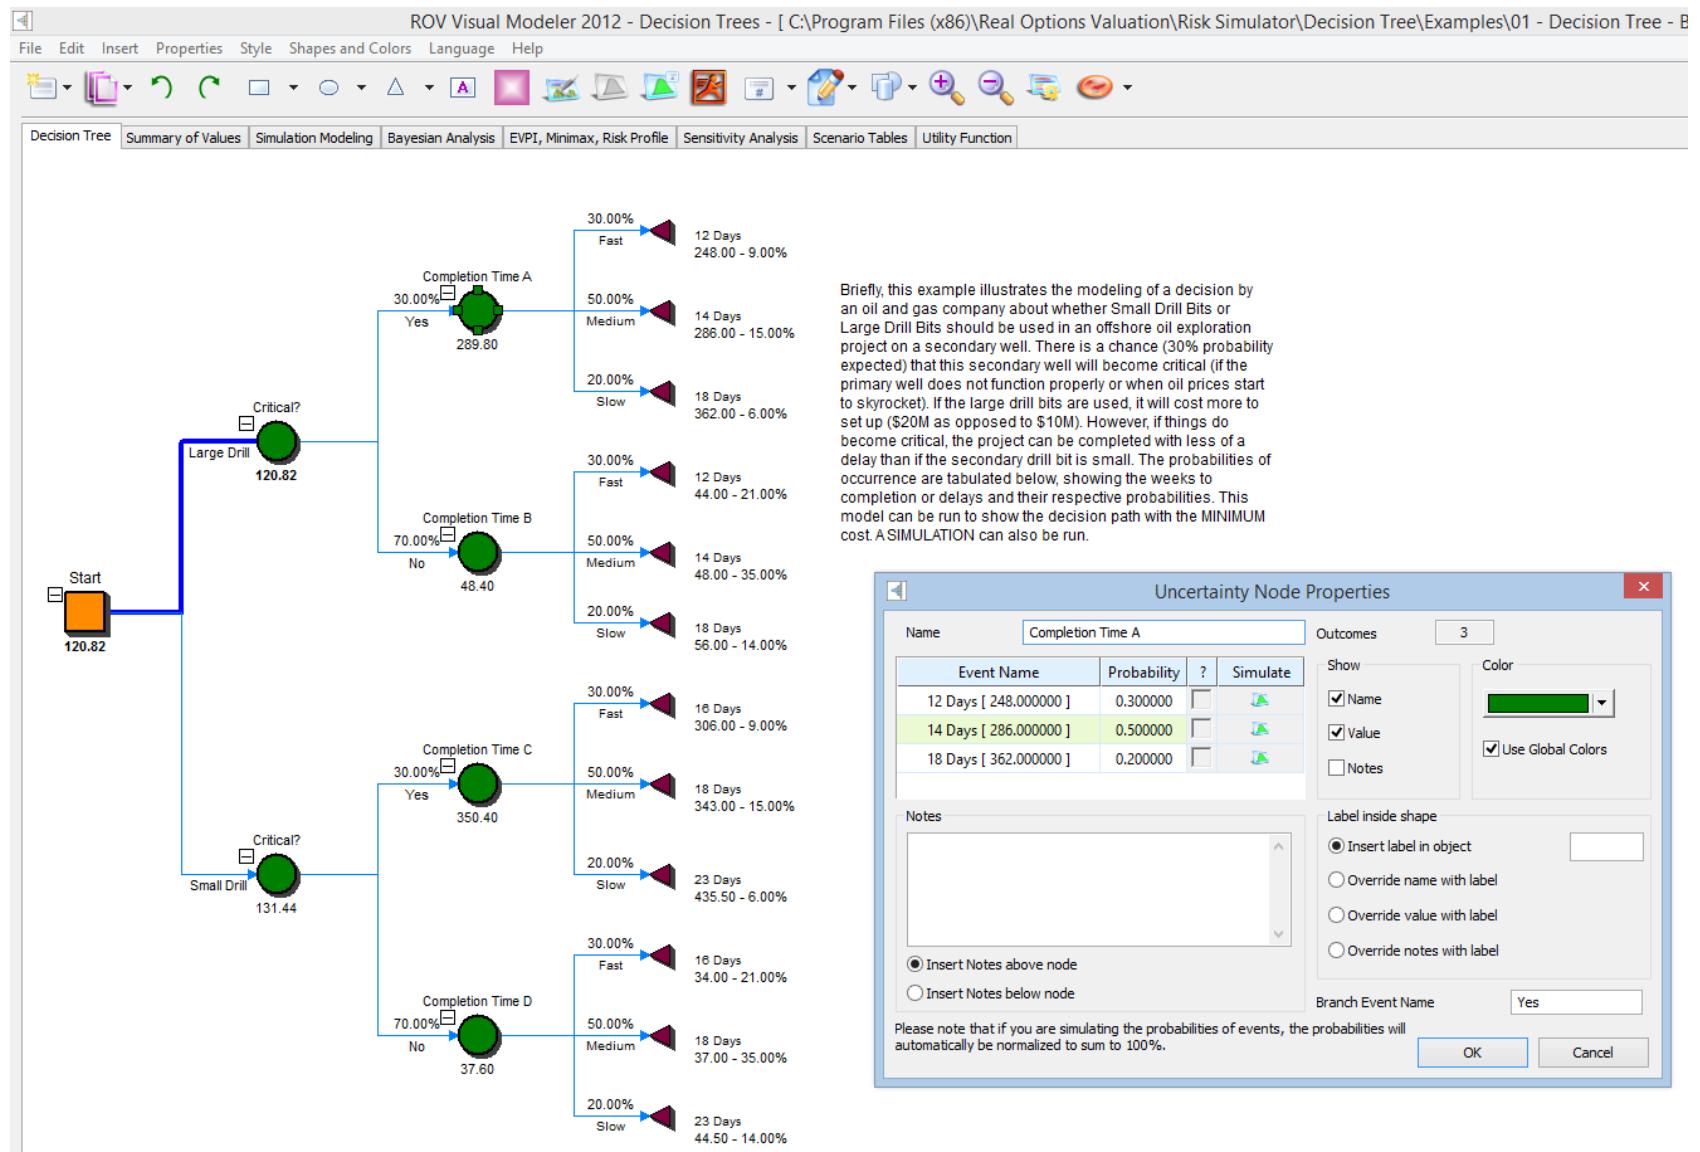 ROV Visual Modeler 2012 - Decision Trees - [ C:\Program Files (x86)\Real Options Valuation\Risk Simulator\Decision Tree\Examples\01 - Decision Tree - B
File Edit Insert Properties Style Shapes and Colors Language Help
A
#
Decision Tree Summary of Values Simulation Modeling Bayesian Analysis EVPI, Minimax, Risk Profile Sensitivity Analysis Scenario Tables Utility Function
Start
120.82
Large Drill
Critical?
120.82
30.00%
Yes
Completion Time A
289.80
30.00%
Fast
12 Days
248.00 - 9.00%
50.00%
Medium
14 Days
286.00 - 15.00%
20.00%
Slow
18 Days
362.00 - 6.00%
70.00%
No
Completion Time B
48.40
30.00%
Fast
12 Days
44.00 - 21.00%
50.00%
Medium
14 Days
48.00 - 35.00%
20.00%
Slow
18 Days
56.00 - 14.00%
Small Drill
Critical?
131.44
30.00%
Yes
Completion Time C
350.40
30.00%
Fast
16 Days
306.00 - 9.00%
50.00%
Medium
18 Days
343.00 - 15.00%
20.00%
Slow
23 Days
435.50 - 6.00%
70.00%
No
Completion Time D
37.60
30.00%
Fast
16 Days
34.00 - 21.00%
50.00%
Medium
18 Days
37.00 - 35.00%
20.00%
Slow
23 Days
44.50 - 14.00%
Briefly, this example illustrates the modeling of a decision by
an oil and gas company about whether Small Drill Bits or
Large Drill Bits should be used in an offshore oil exploration
project on a secondary well. There is a chance (30% probability
expected) that this secondary well will become critical (if the
primary well does not function properly or when oil prices start
to skyrocket). If the large drill bits are used, it will cost more to
set up ($20M as opposed to $10M). However, if things do
become critical, the project can be completed with less of a
delay than if the secondary drill bit is small. The probabilities of
occurrence are tabulated below, showing the weeks to
completion or delays and their respective probabilities. This
model can be run to show the decision path with the MINIMUM
cost. A SIMULATION can also be run.
Uncertainty Node Properties
Name Completion Time A Outcomes 3
Event Name Probability ? Simulate
12 Days [ 248.000000 ] 0.300000
14 Days [ 286.000000 ] 0.500000
18 Days [ 362.000000 ] 0.200000
Show
Name
Value
Notes
Color
Use Global Colors
Notes
Insert Notes above node
Insert Notes below node
Label inside shape
Insert label in object
Override name with label
Override value with label
Override notes with label
Branch Event Name Yes
Please note that if you are simulating the probabilities of events, the probabilities will
automatically be normalized to sum to 100%.
OK Cancel